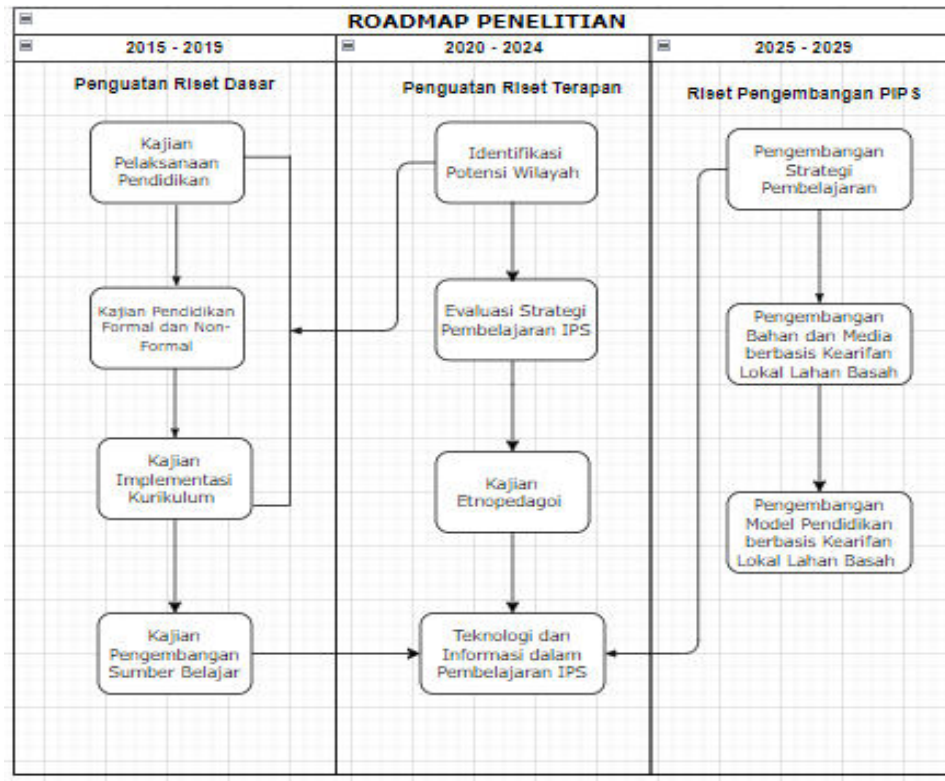 ROADMAP PENELITIAN
2015 - 2019
2020 - 2024
2025 - 2029
Penguatan Riset Dasar
Kajian
Pelaksanaan
Pendidikan
Kajian Pendidikan
Formal dan Non-
Formal
Kajian
Implementasi
Kurikulum
Kajian
Pengembangan
Sumber Belajar
Penguatan Riset Terapan
Identifikasi
Potensi Wilayah
Evaluasi Strategi
Pembelajaran IPS
Kajian
Etnopedagoi
Teknologi dan
Informasi dalam
Pembelajaran IPS
Riset Pengembangan PIPS
Pengembangan
Strategi
Pembelajaran
Pengembangan
Bahan dan Media
berbasis Kearifan
Lokal Lahan Basah
Pengembangan
Model Pendidikan
berbasis Kearifan
Lokal Lahan Basah